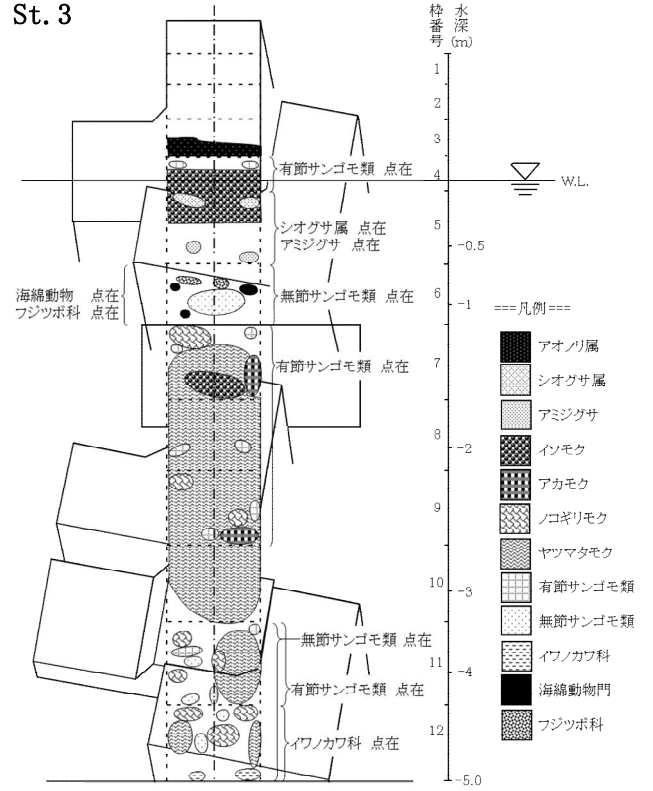 St.3
枠番号
水深(m)
1
2
3
4
5
6
7
8
9
10
11
12
-0.5
-1
-2
-3
-4
-5.0
W.L.
有節サンゴモ類 点在
シオグサ属 点在
アミジグサ 点在
海綿動物 点在
フジツボ科 点在
無節サンゴモ類 点在
有節サンゴモ類 点在
無節サンゴモ類 点在
有節サンゴモ類 点在
イワノカワ科 点在
===凡例===
アオノリ属
シオグサ属
アミジグサ
イソモク
アカモク
ノコギリモク
ヤツマタモク
有節サンゴモ類
無節サンゴモ類
イワノカワ科
海綿動物門
フジツボ科